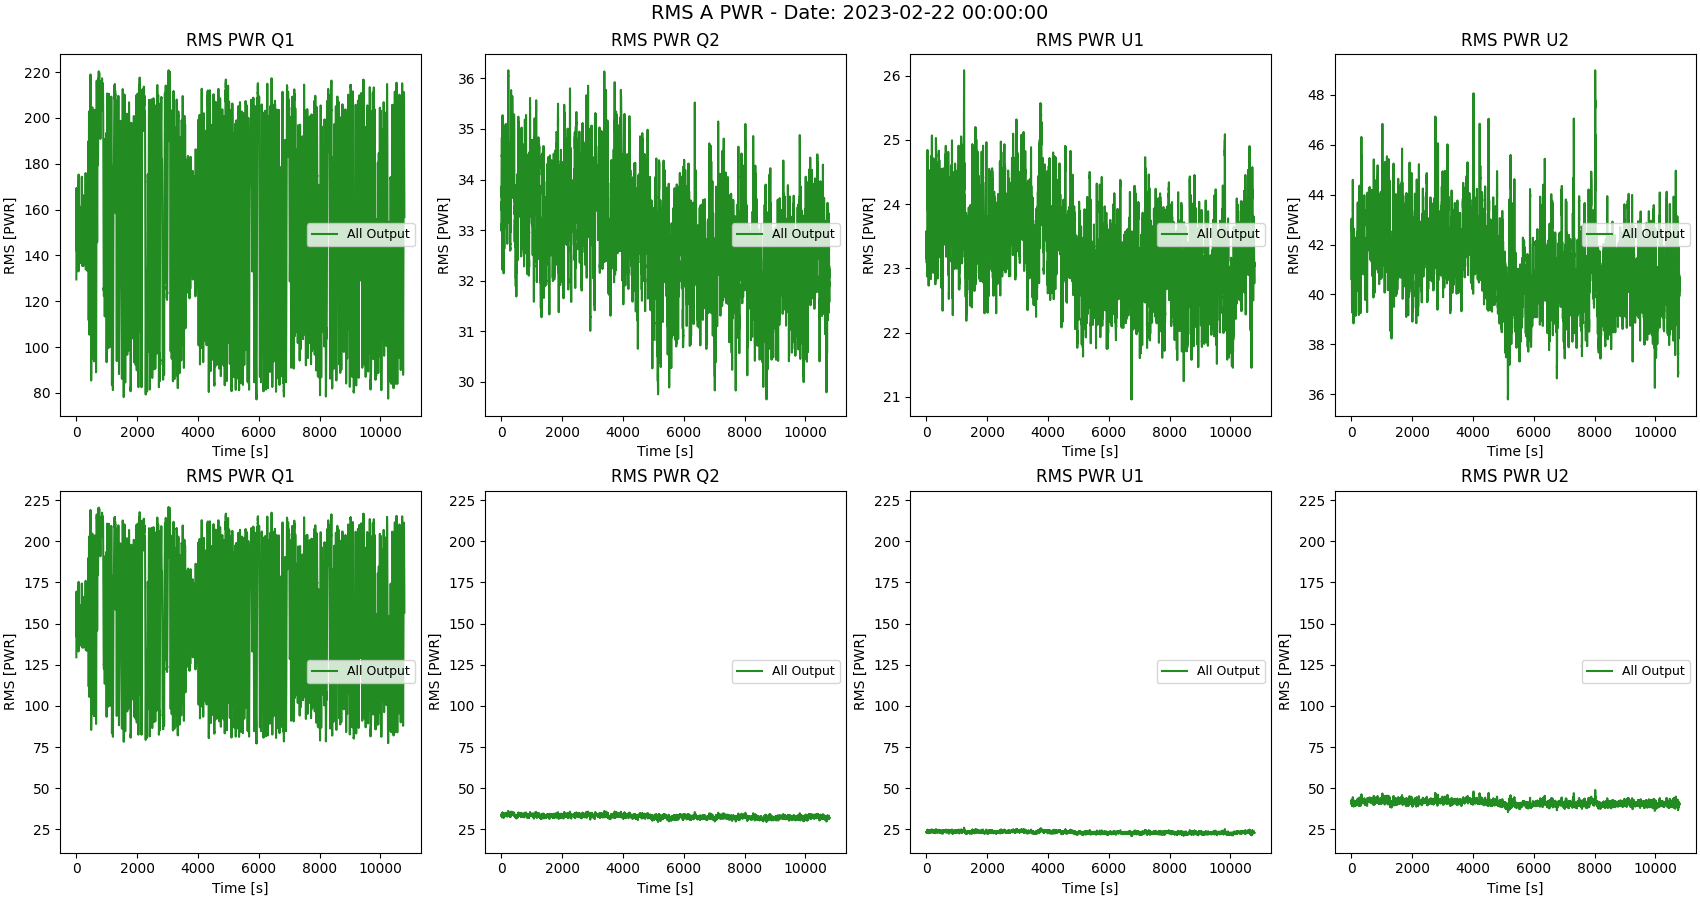 RMS A PWR - Date: 2023-02-22 00:00:00
RMS PWR Q1
RMS [PWR]
220
200
180
160
140
120
100
80
All Output
0 2000 4000 6000 8000 10000
Time [s]
RMS PWR Q2
RMS [PWR]
36
35
34
33
32
31
30
All Output
0 2000 4000 6000 8000 10000
Time [s]
RMS PWR U1
RMS [PWR]
26
25
24
23
22
21
All Output
0 2000 4000 6000 8000 10000
Time [s]
RMS PWR U2
RMS [PWR]
48
46
44
42
40
38
36
All Output
0 2000 4000 6000 8000 10000
Time [s]
RMS PWR Q1
RMS [PWR]
225
200
175
150
125
100
75
50
25
All Output
0 2000 4000 6000 8000 10000
Time [s]
RMS PWR Q2
RMS [PWR]
225
200
175
150
125
100
75
50
25
All Output
0 2000 4000 6000 8000 10000
Time [s]
RMS PWR U1
RMS [PWR]
225
200
175
150
125
100
75
50
25
All Output
0 2000 4000 6000 8000 10000
Time [s]
RMS PWR U2
RMS [PWR]
225
200
175
150
125
100
75
50
25
All Output
0 2000 4000 6000 8000 10000
Time [s]